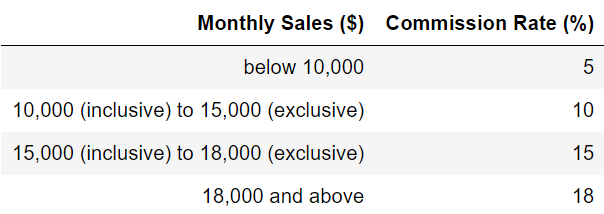 Monthly Sales ($) Commission Rate (%)
below 10,000 5
10,000 (inclusive) to 15,000 (exclusive) 10
15,000 (inclusive) to 18,000 (exclusive) 15
18,000 and above 18